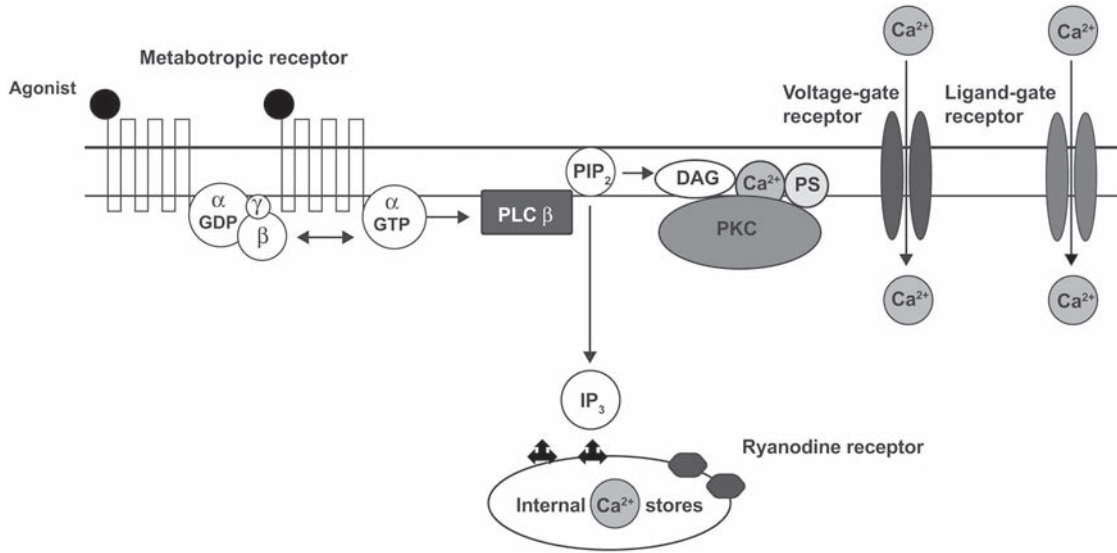 Ca²⁺
Ca²⁺
Metabotropic receptor
Agonist
Voltage-gate
receptor
Ligand-gate
receptor
PIP₂
DAG
Ca²⁺
PS
α
GDP
γ
β
α
GTP
PLC β
PKC
Ca²⁺
Ca²⁺
IP₃
Ryanodine receptor
Internal Ca²⁺ stores